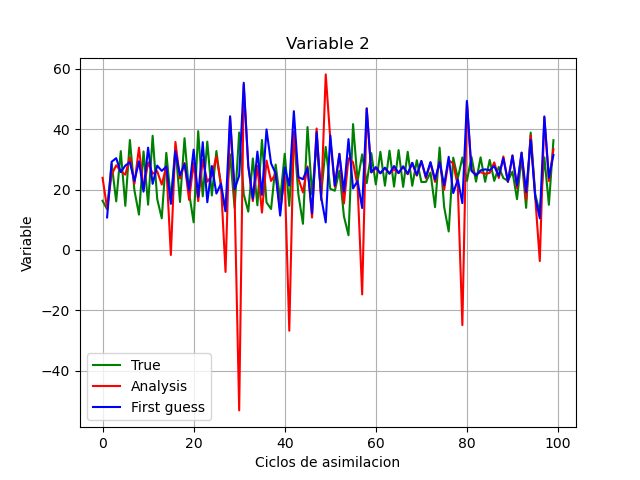 Variable 2
Variable
60
40
20
0
−20
−40
0
20
40
60
80
100
Ciclos de asimilacion
True
Analysis
First guess